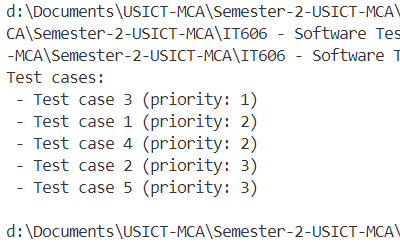 d:\Documents\USICT-MCA\Semester-2-USICT-MCA\
CA\Semester-2-USICT-MCA\IT606 - Software Tes
-MCA\Semester-2-USICT-MCA\IT606 - Software T
Test cases:
 - Test case 3 (priority: 1)
 - Test case 1 (priority: 2)
 - Test case 4 (priority: 2)
 - Test case 2 (priority: 3)
 - Test case 5 (priority: 3)
d:\Documents\USICT-MCA\Semester-2-USICT-MCA\